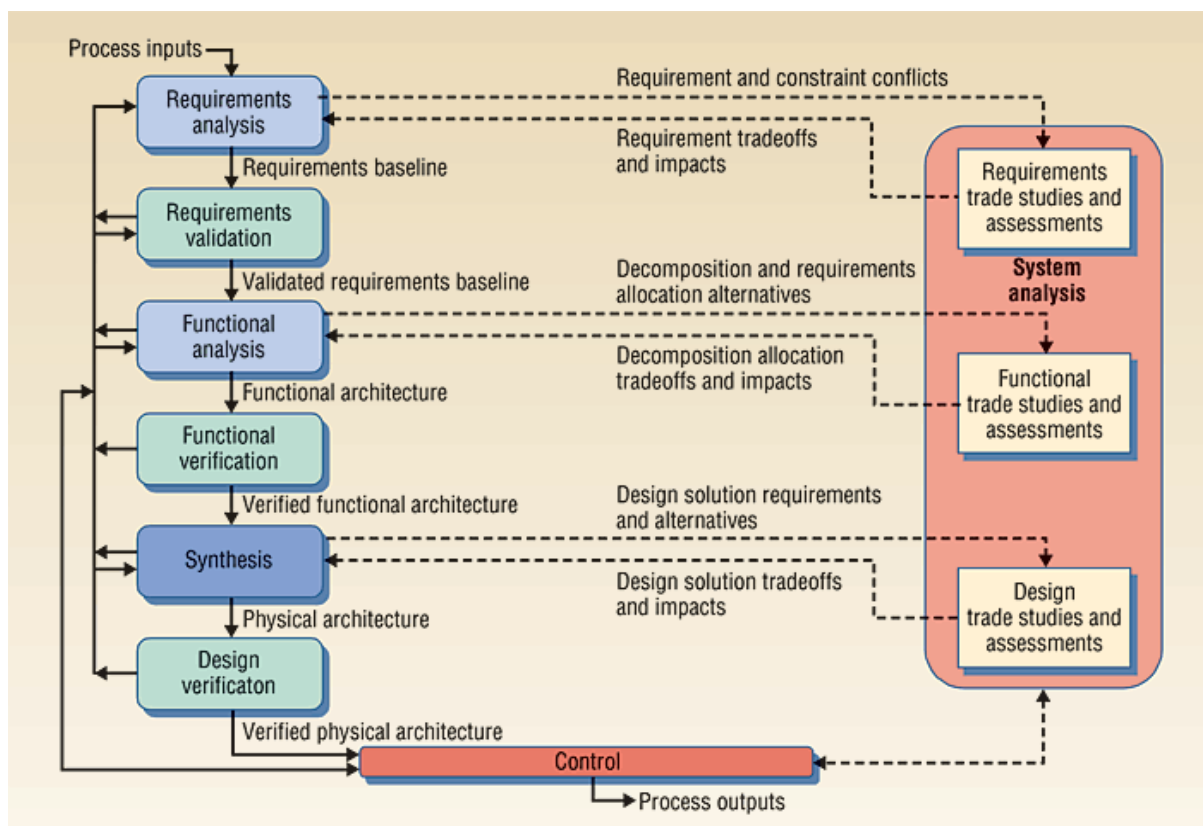 Process inputs
Requirements
analysis
Requirement and constraint conflicts
Requirement tradeoffs
and impacts
Requirements baseline
Requirements
trade studies and
assessments
Requirements
validation
Validated requirements baseline
Decomposition and requirements
allocation alternatives
System
analysis
Functional
analysis
Decomposition allocation
tradeoffs and impacts
Functional architecture
Functional
trade studies and
assessments
Functional
verification
Verified functional architecture
Design solution requirements
and alternatives
Synthesis
Design solution tradeoffs
and impacts
Physical architecture
Design
trade studies and
assessments
Design
verificaton
Verified physical architecture
Control
Process outputs